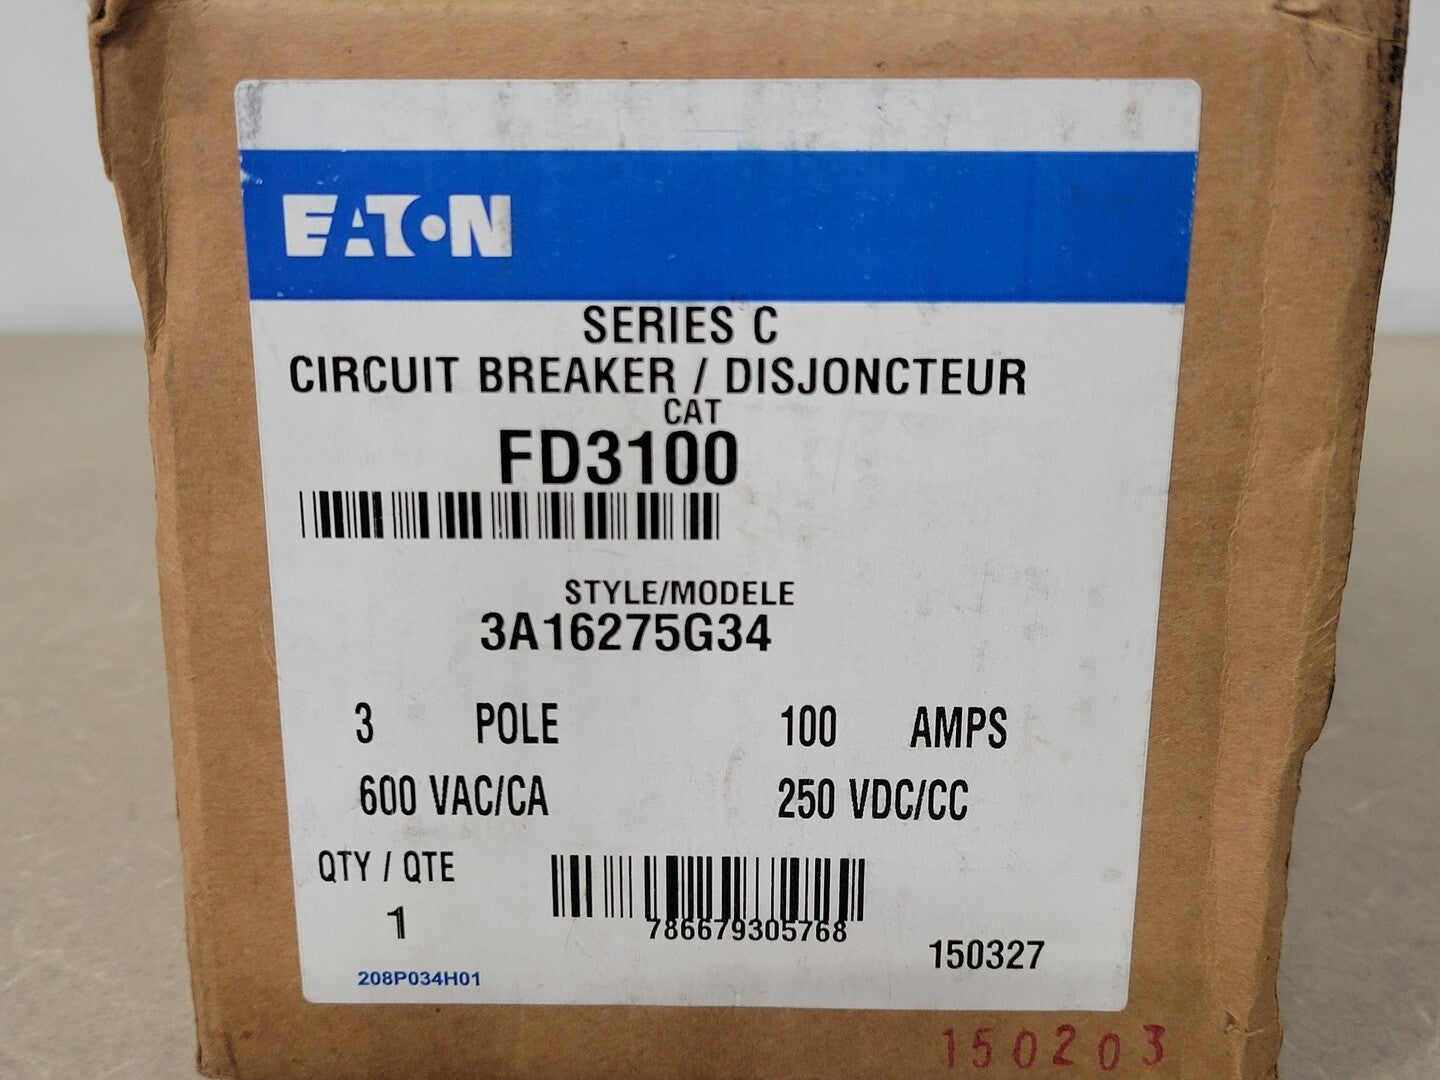 EATON
SERIES C
CIRCUIT BREAKER / DISJONCTEUR
CAT
FD3100
STYLE/MODELE
3A16275G34
3 POLE 100 AMPS
600 VAC/CA 250 VDC/CC
QTY / QTE
1
786679305768
150327
208P034H01
150203